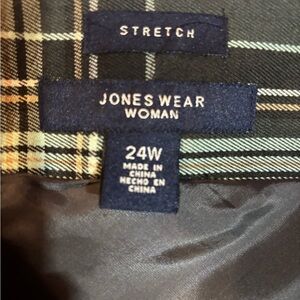 STRETCH
JONES WEAR
WOMAN
24W
MADE IN
CHINA
HECHO EN
CHINA